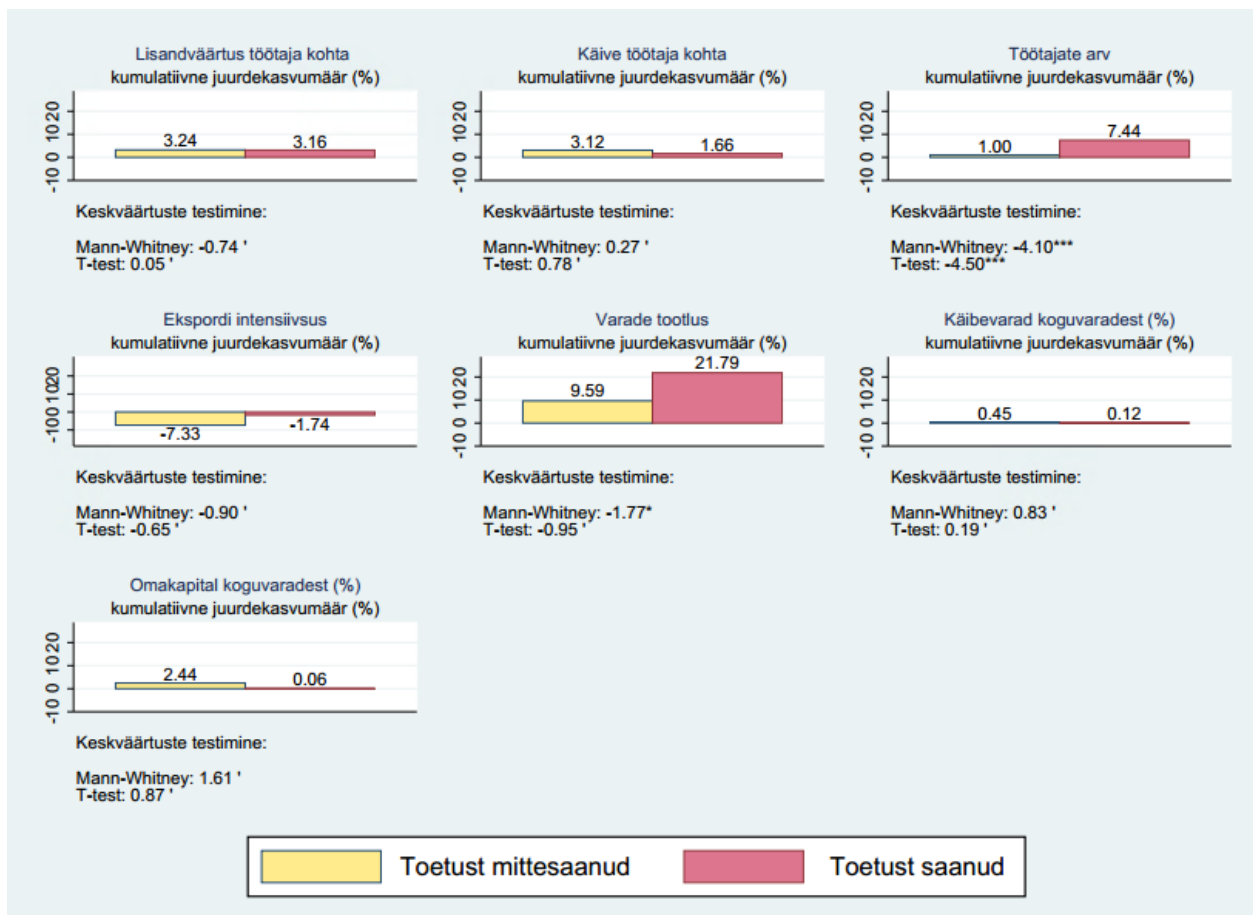 Lisandväärtus töötaja kohta
kumulatiivne juurdekasvumäär (%)
-10 0 10 20
3.24 3.16
Keskväärtuste testimine:
Mann-Whitney: -0.74 '
T-test: 0.05 '
Käive töötaja kohta
kumulatiivne juurdekasvumäär (%)
-10 0 10 20
3.12 1.66
Keskväärtuste testimine:
Mann-Whitney: 0.27 '
T-test: 0.78 '
Töötajate arv
kumulatiivne juurdekasvumäär (%)
-10 0 10 20
1.00 7.44
Keskväärtuste testimine:
Mann-Whitney: -4.10***
T-test: -4.50***
Ekspordi intensiivsus
kumulatiivne juurdekasvumäär (%)
-10 0 10 20
-7.33 -1.74
Keskväärtuste testimine:
Mann-Whitney: -0.90 '
T-test: -0.65 '
Varade tootlus
kumulatiivne juurdekasvumäär (%)
-10 0 10 20
9.59 21.79
Keskväärtuste testimine:
Mann-Whitney: -1.77*
T-test: -0.95 '
Käibevarad koguvaradest (%)
kumulatiivne juurdekasvumäär (%)
-10 0 10 20
0.45 0.12
Keskväärtuste testimine:
Mann-Whitney: 0.83 '
T-test: 0.19 '
Omakapital koguvaradest (%)
kumulatiivne juurdekasvumäär (%)
-10 0 10 20
2.44 0.06
Keskväärtuste testimine:
Mann-Whitney: 1.61 '
T-test: 0.87 '
Toetust mittesaanud Toetust saanud